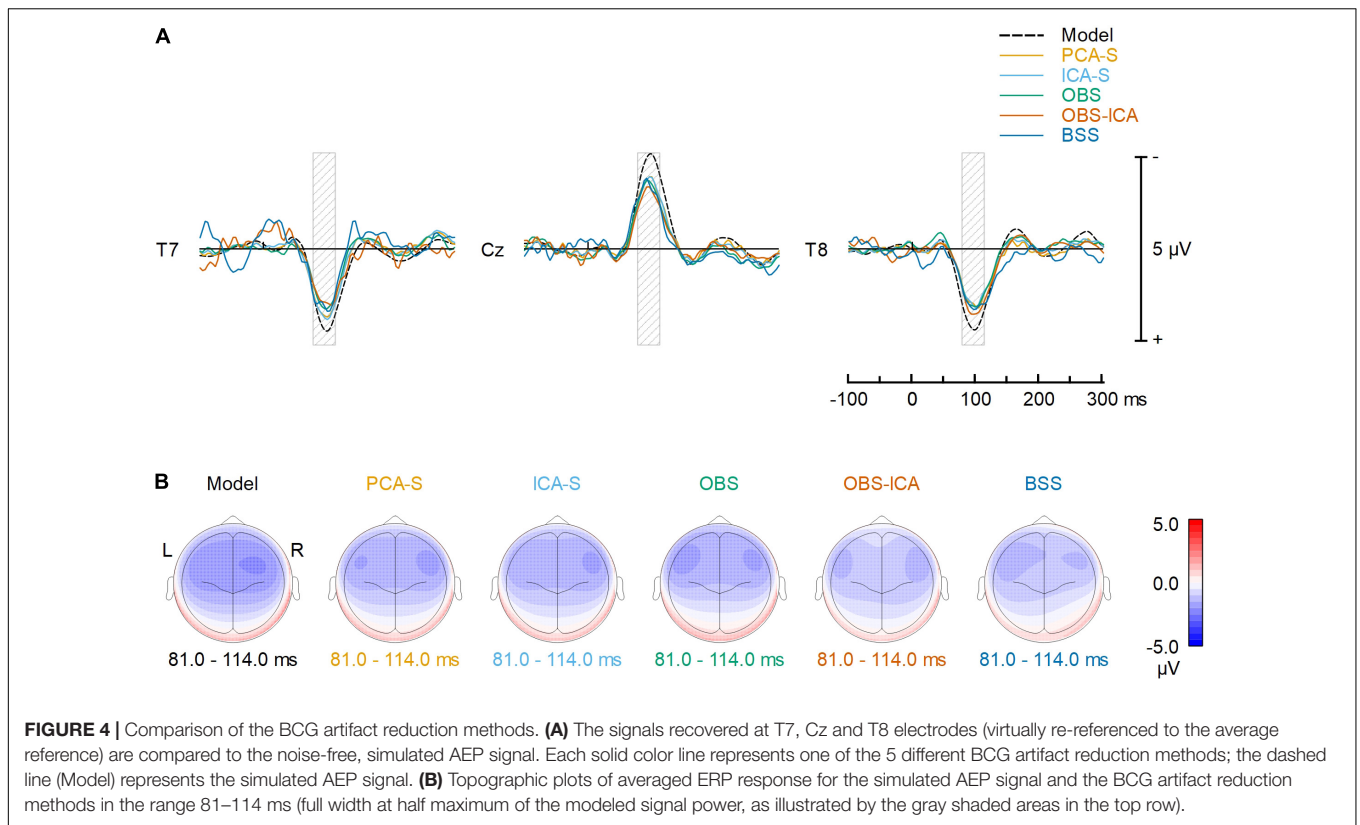 A
Model
PCA-S
ICA-S
OBS
OBS-ICA
BSS
T7
Cz
T8
-
5 µV
+
-100 0 100 200 300 ms
B
Model PCA-S ICA-S OBS OBS-ICA BSS
L R
81.0 - 114.0 ms 81.0 - 114.0 ms 81.0 - 114.0 ms 81.0 - 114.0 ms 81.0 - 114.0 ms 81.0 - 114.0 ms
5.0
0.0
-5.0
µV
FIGURE 4 | Comparison of the BCG artifact reduction methods. (A) The signals recovered at T7, Cz and T8 electrodes (virtually re-referenced to the average
reference) are compared to the noise-free, simulated AEP signal. Each solid color line represents one of the 5 different BCG artifact reduction methods; the dashed
line (Model) represents the simulated AEP signal. (B) Topographic plots of averaged ERP response for the simulated AEP signal and the BCG artifact reduction
methods in the range 81–114 ms (full width at half maximum of the modeled signal power, as illustrated by the gray shaded areas in the top row).